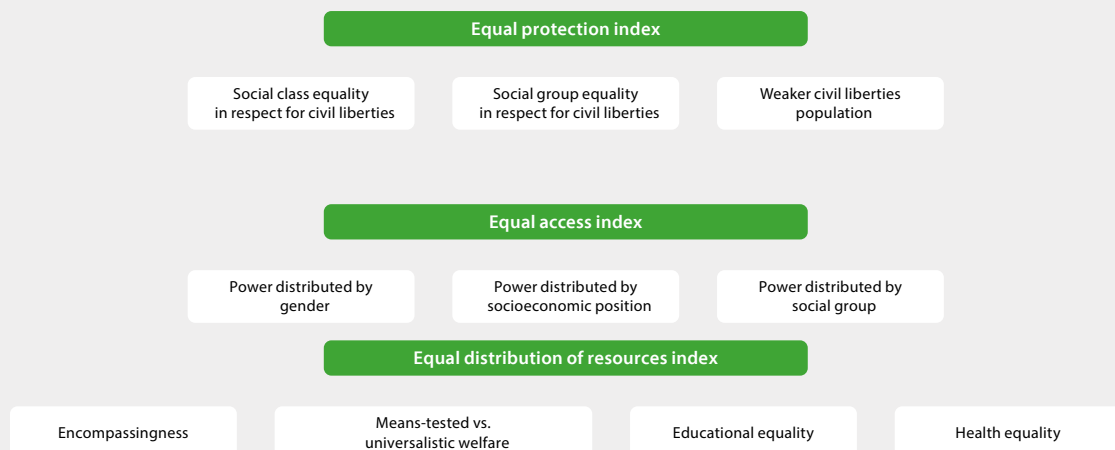 Equal protection index
Social class equality
in respect for civil liberties
Social group equality
in respect for civil liberties
Weaker civil liberties
population
Equal access index
Power distributed by
gender
Power distributed by
socioeconomic position
Power distributed by
social group
Equal distribution of resources index
Encompassingness
Means-tested vs.
universalistic welfare
Educational equality
Health equality